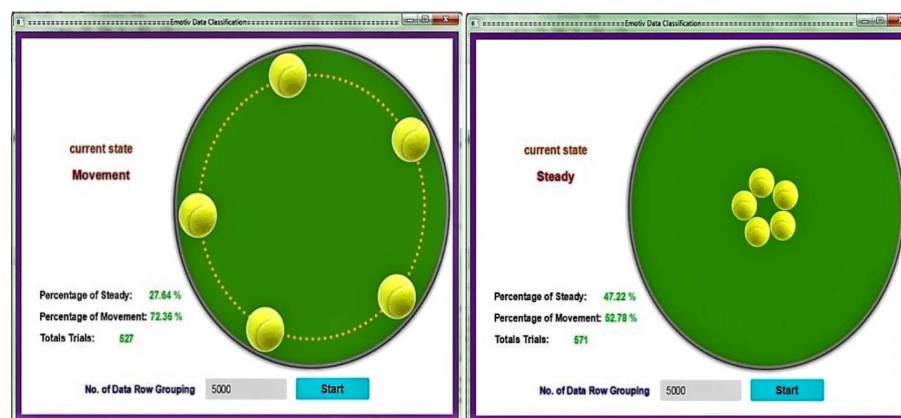 Emotiv Data Classification
current state
Movement
Percentage of Steady: 27.64 %
Percentage of Movement: 72.36 %
Totals Trials: 527
No. of Data Row Grouping 5000 Start
Emotiv Data Classification
current state
Steady
Percentage of Steady: 47.22 %
Percentage of Movement: 52.78 %
Totals Trials: 571
No. of Data Row Grouping 5000 Start